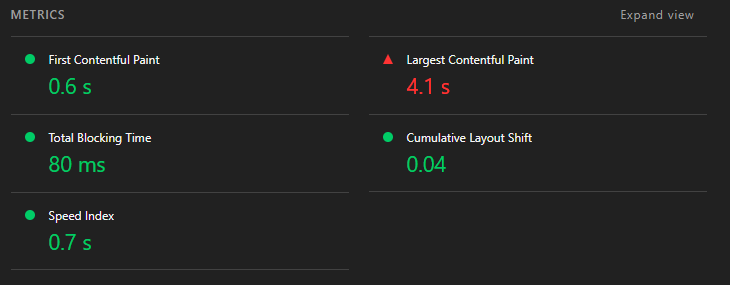 METRICS
Expand view
First Contentful Paint
0.6 s
Largest Contentful Paint
4.1 s
Total Blocking Time
80 ms
Cumulative Layout Shift
0.04
Speed Index
0.7 s